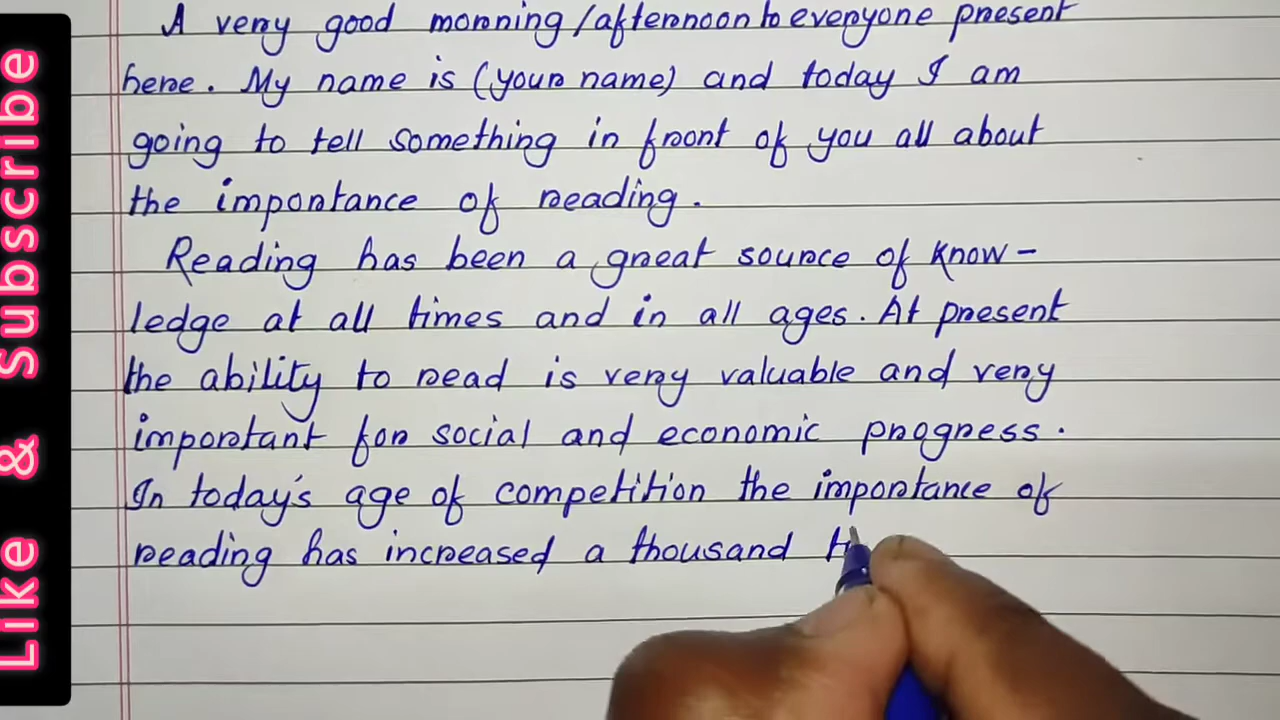 A very good morning/afternoon to everyone present
here. My name is (your name) and today I am
going to tell something in front of you all about
the importance of reading.
Reading has been a great source of know-
ledge at all times and in all ages. At present
the ability to read is very valuable and very
important for social and economic progress.
In today's age of competition the importance of
reading has increased a thousand
Like & Subscribe